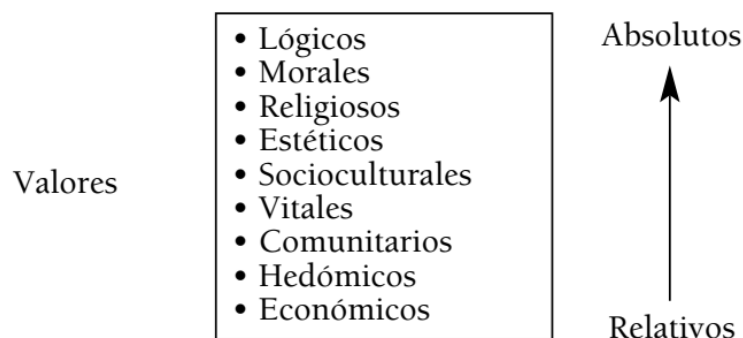 Valores
• Lógicos
• Morales
• Religiosos
• Estéticos
• Socioculturales
• Vitales
• Comunitarios
• Hedómicos
• Económicos
Absolutos
Relativos